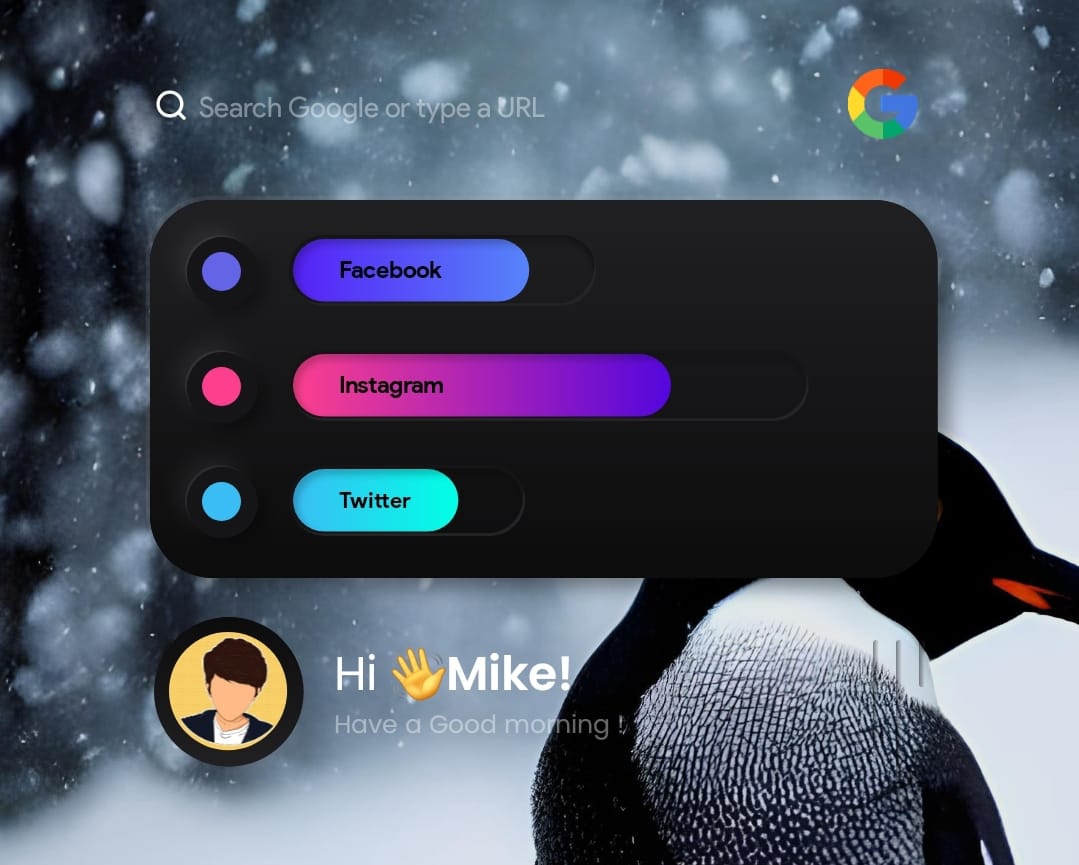 Search Google or type a URL
Facebook
Instagram
Twitter
Hi 👋Mike!
Have a Good morning !